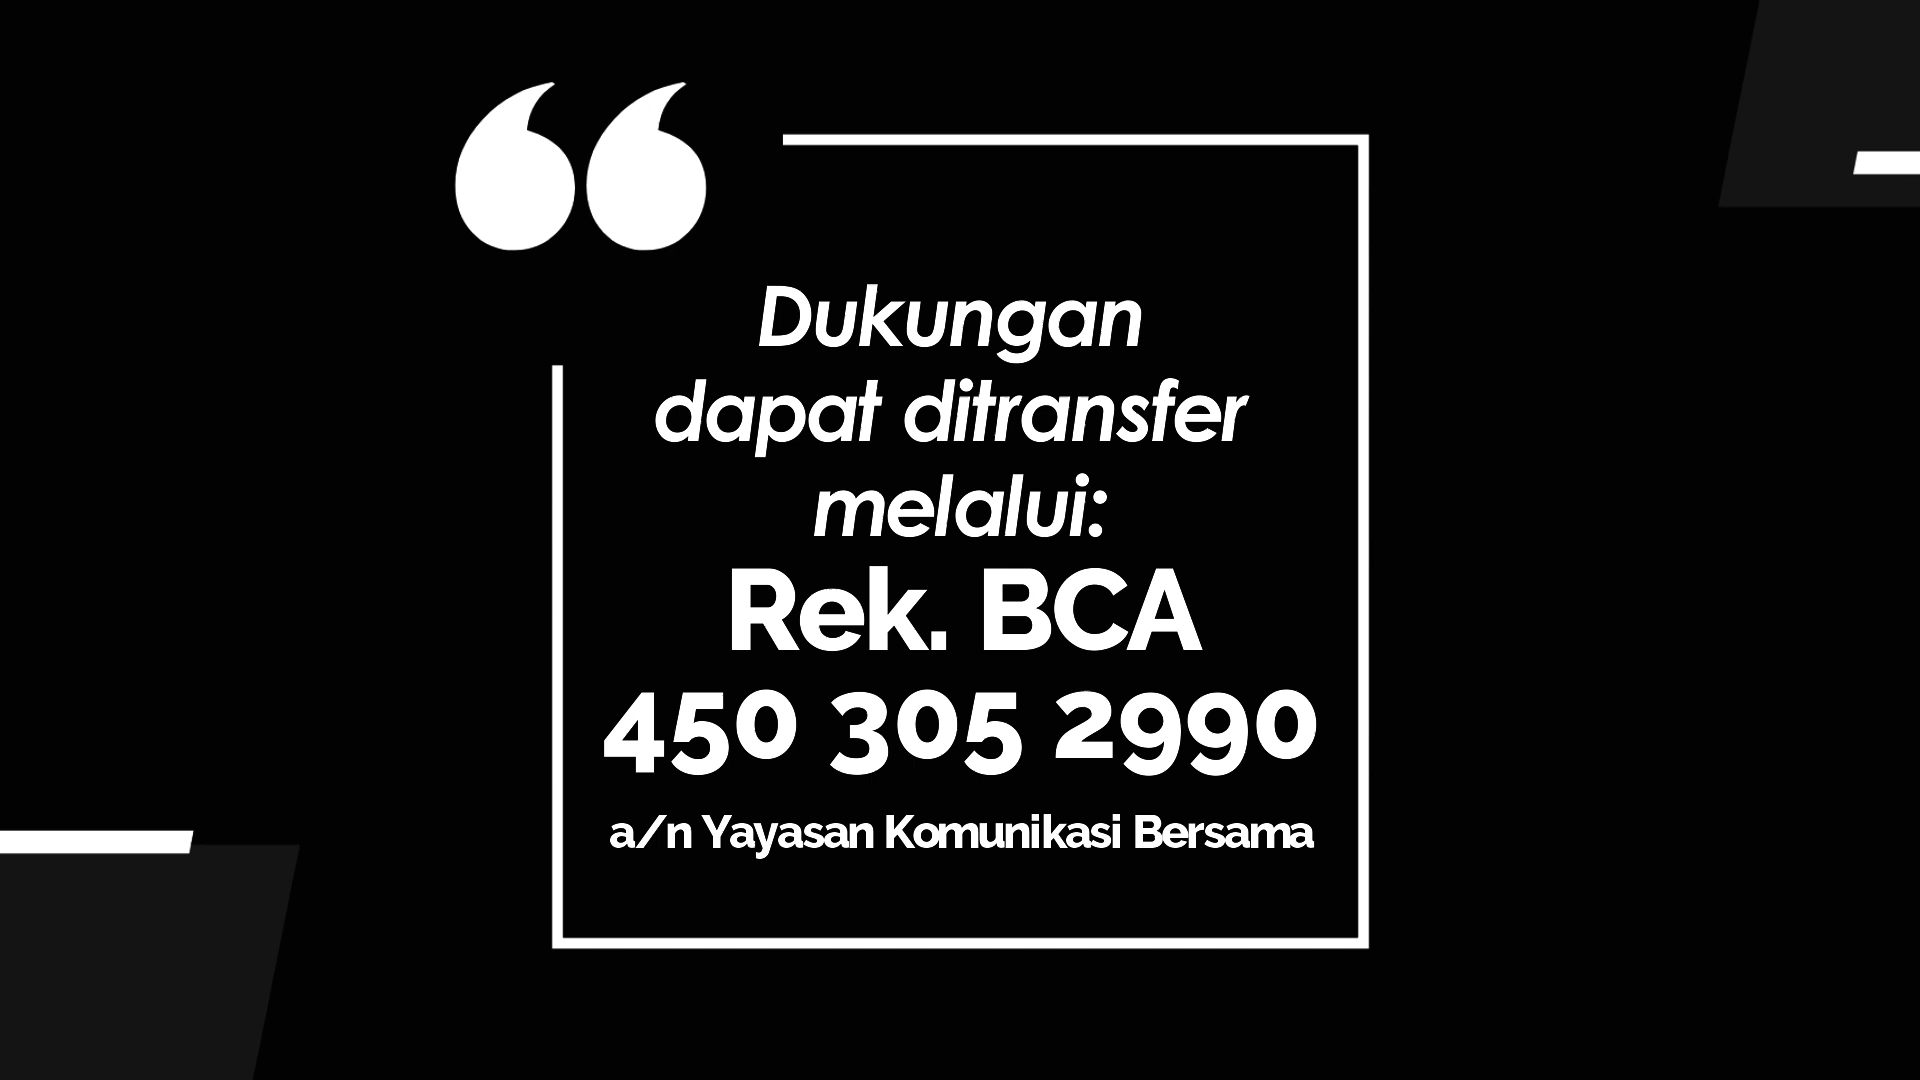 Dukungan
dapat ditransfer
melalui:
Rek. BCA
450 305 2990
a/n Yayasan Komunikasi Bersama